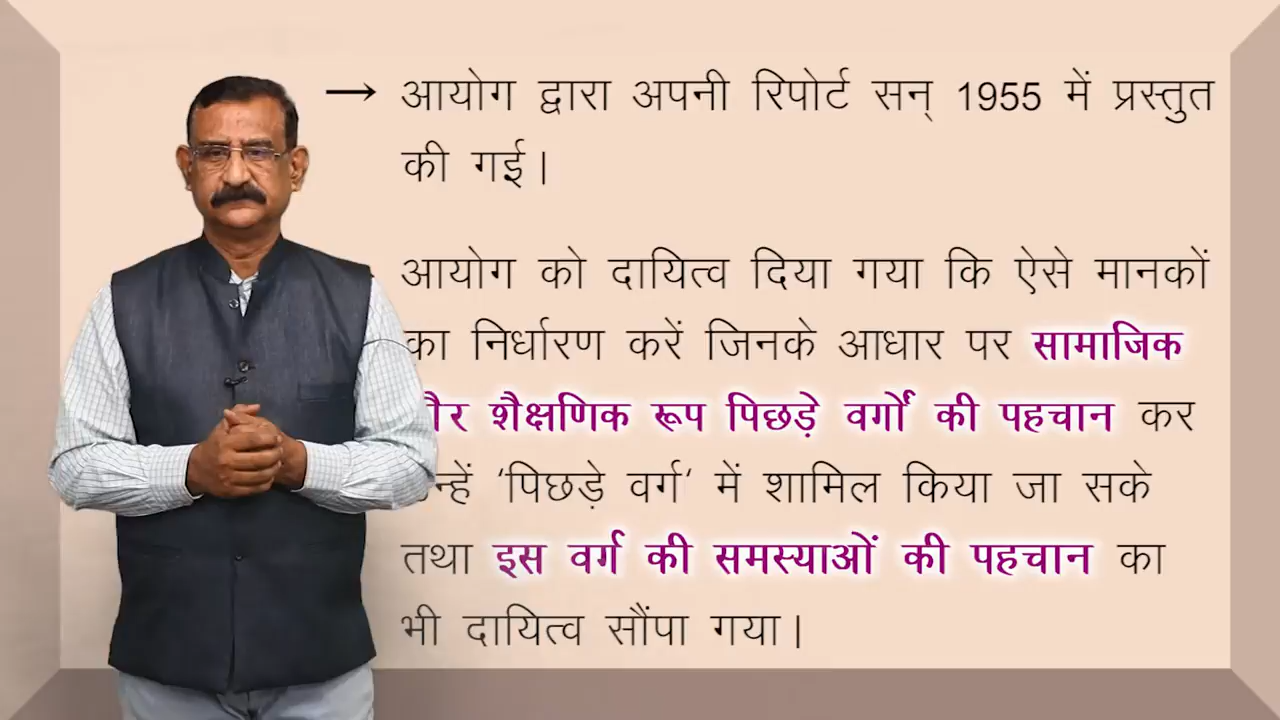 → आयोग द्वारा अपनी रिपोर्ट सन् 1955 में प्रस्तुत
की गई।
आयोग को दायित्व दिया गया कि ऐसे मानकों
का निर्धारण करें जिनके आधार पर सामाजिक
शैक्षणिक रूप पिछड़े वर्गों की पहचान कर
‘पिछड़े वर्ग‘ में शामिल किया जा सके
तथा इस वर्ग की समस्याओं की पहचान का
भी दायित्व सौंपा गया।